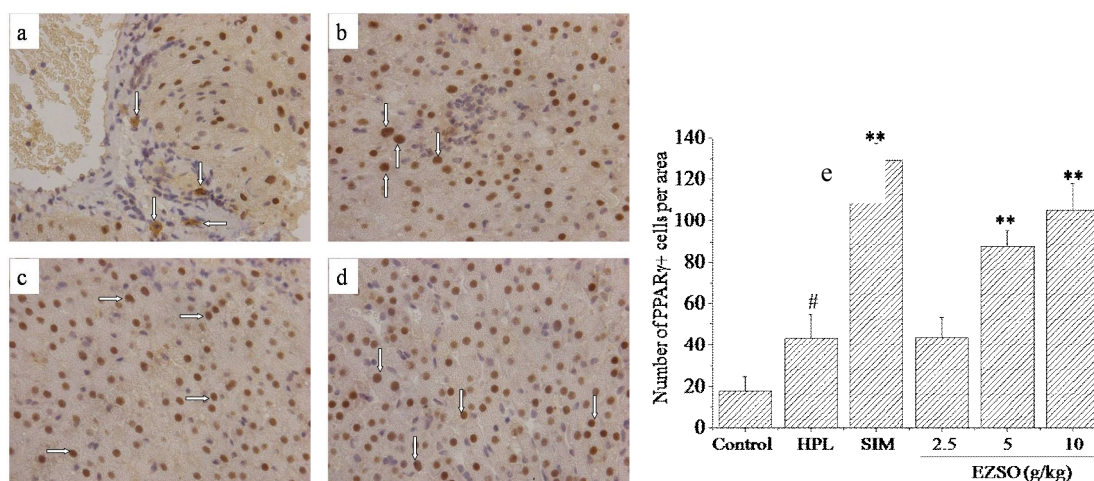 a
b
c
d
e
Number of PPARγ+ cells per area
140
120
100
80
60
40
20
0
#
**
**
**
Control HPL SIM 2.5 5 10
EZSO (g/kg)